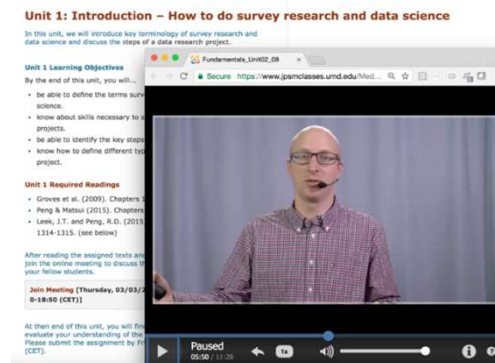 Unit 1: Introduction – How to do survey research and data science
In this unit, we will introduce key terminology of survey research and
data science and discuss the steps of a data research project.
Unit 1 Learning Objectives
By the end of this unit, you will...
• be able to define the terms surv
science.
• know about skills necessary to s
projects.
• be able to identify the key steps
• know how to define different typ
project.
Unit 1 Required Readings
• Groves et al. (2009). Chapters 1
• Peng & Matsui (2015). Chapters
• Leek, J.T. and Peng, R.D. (2015)
1314-1315. (see below)
After reading the assigned texts and
join the online meeting to discuss th
your fellow students.
Join Meeting [Thursday, 03/03/2
0-18:50 (CET)]
At then end of this unit, you will fin
evaluate your understanding of the
Please submit the assignment by Fr
(CET).
Fundamentals_Unit02_09
Secure https://www.jpsmclasses.umd.edu/Med...
Paused
05:50 / 11:28
1x